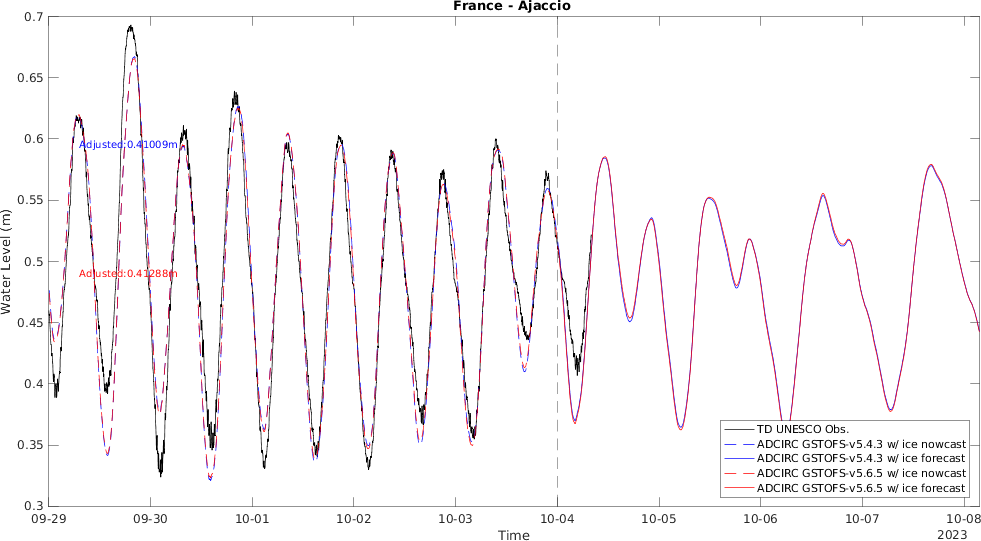 France - Ajaccio
0.7
0.65
0.6
0.55
0.5
0.45
0.4
0.35
0.3
Water Level (m)
Adjusted:0.41009m
Adjusted:0.41288m
TD UNESCO Obs.
ADCIRC GSTOFS-v5.4.3 w/ ice nowcast
ADCIRC GSTOFS-v5.4.3 w/ ice forecast
ADCIRC GSTOFS-v5.6.5 w/ ice nowcast
ADCIRC GSTOFS-v5.6.5 w/ ice forecast
09-29 09-30 10-01 10-02 10-03 10-04 10-05 10-06 10-07 10-08
Time
2023